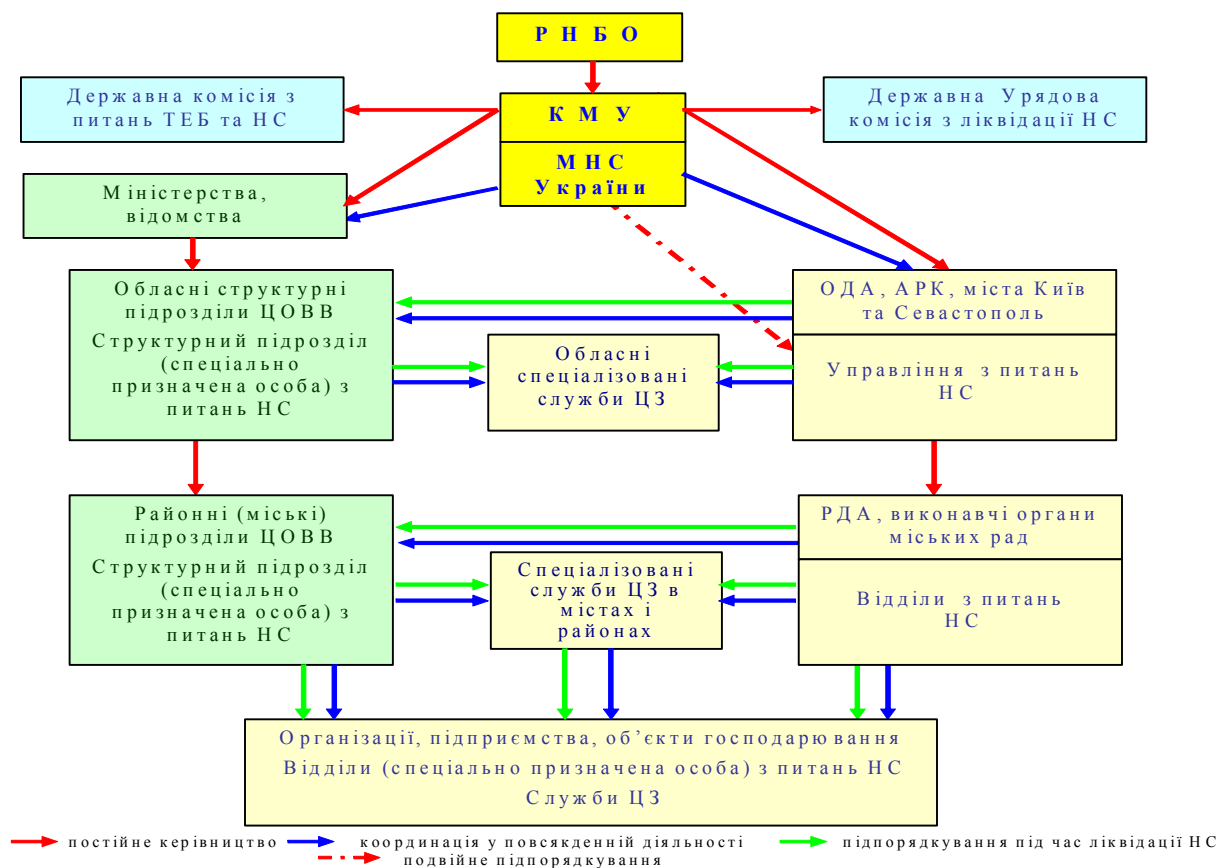 РНБО
Державна комісія з
питань ТЕБ та НС
КМУ
МНС
України
Державна Урядова
комісія з ліквідації НС
Міністерства,
відомства
Обласні структурні
підрозділи ЦОВВ
Структурний підрозділ
(спеціально
призначена особа) з
питань НС
Обласні
спеціалізовані
служби ЦЗ
ОДА, АРК, міста Київ
та Севастополь
Управління з питань
НС
Районні (міські)
підрозділи ЦОВВ
Структурний підрозділ
(спеціально
призначена особа) з
питань НС
Спеціалізовані
служби ЦЗ в
містах і
районах
РДА, виконавчі органи
міських рад
Відділи з питань
НС
Організації, підприємства, об’єкти господарювання
Відділи (спеціально призначена особа) з питань НС
Служби ЦЗ
постійне керівництво
координація у повсякденній діяльності
підпорядкування під час ліквідації НС
подвійне підпорядкування